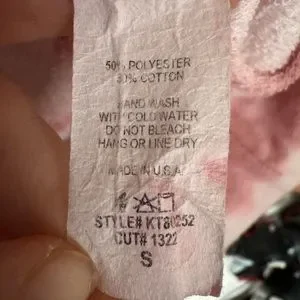 50% POLYESTER
50% COTTON
HAND WASH
WITH COLD WATER
DO NOT BLEACH
HANG OR LINE DRY
MADE IN U.S.A.
STYLE# KT80252
CUT# 1322
S